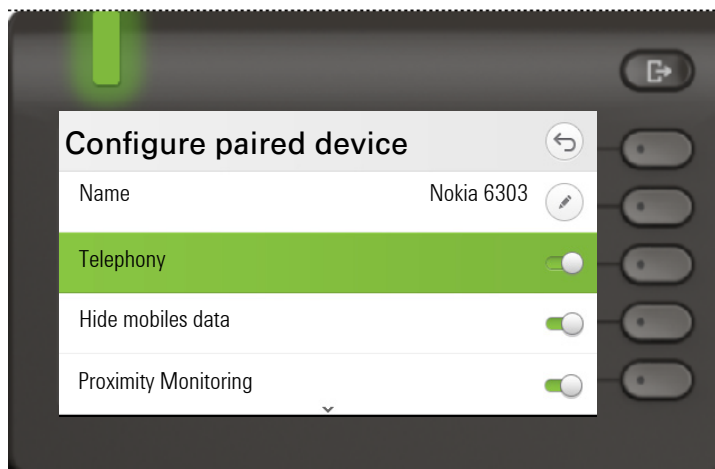 Configure paired device
Name Nokia 6303
Telephony
Hide mobiles data
Proximity Monitoring